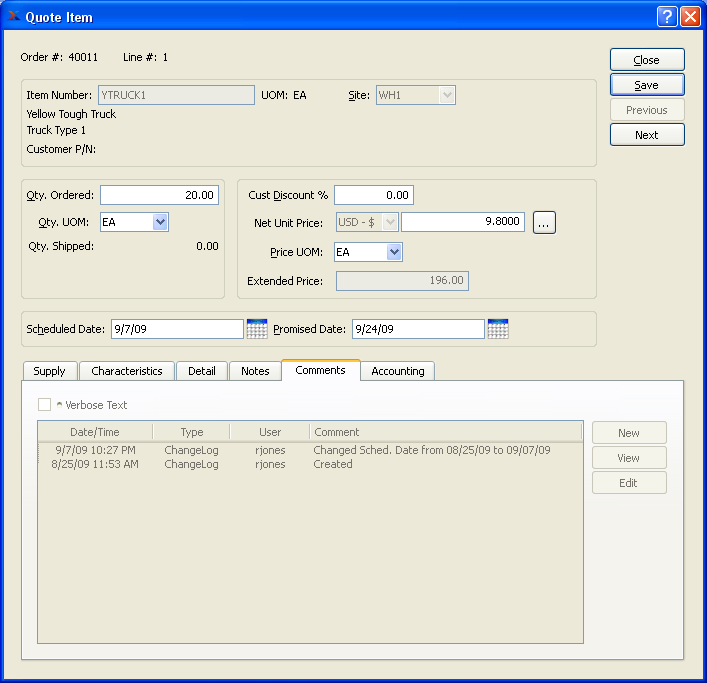 Quote Item
Order #: 40011 Line #: 1
Close
Save
Previous
Next
Item Number: YTRUCK1 UOM: EA Site: WH1
Yellow Tough Truck
Truck Type 1
Customer P/N:
Qty. Ordered: 20.00
Qty. UOM: EA
Qty. Shipped: 0.00
Cust Discount % 0.00
Net Unit Price: USD - $ 9.8000 ...
Price UOM: EA
Extended Price: 196.00
Scheduled Date: 9/7/09 Promised Date: 9/24/09
Supply Characteristics Detail Notes Comments Accounting
Verbose Text
Date/Time Type User Comment
9/7/09 10:27 PM ChangeLog rjones Changed Sched. Date from 08/25/09 to 09/07/09
8/25/09 11:53 AM ChangeLog rjones Created
New
View
Edit